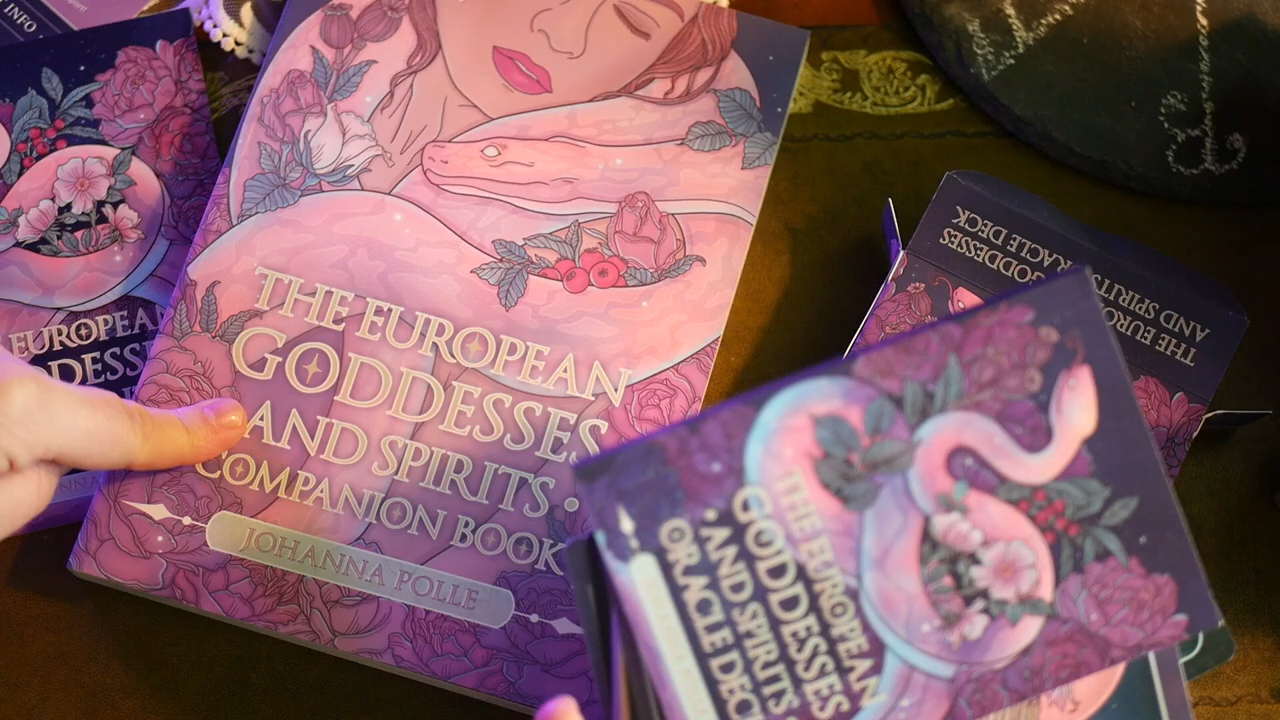 INFO
EUROPEAN
THE EUROPEAN
GODDESSES
AND SPIRITS •
COMPANION BOOK
JOHANNA POLLE
THE EUROPEAN
GODDESSES
AND SPIRITS •
ORACLE DECK
GODDESSES
ORACLE DECK
THE
AND SPIRITS